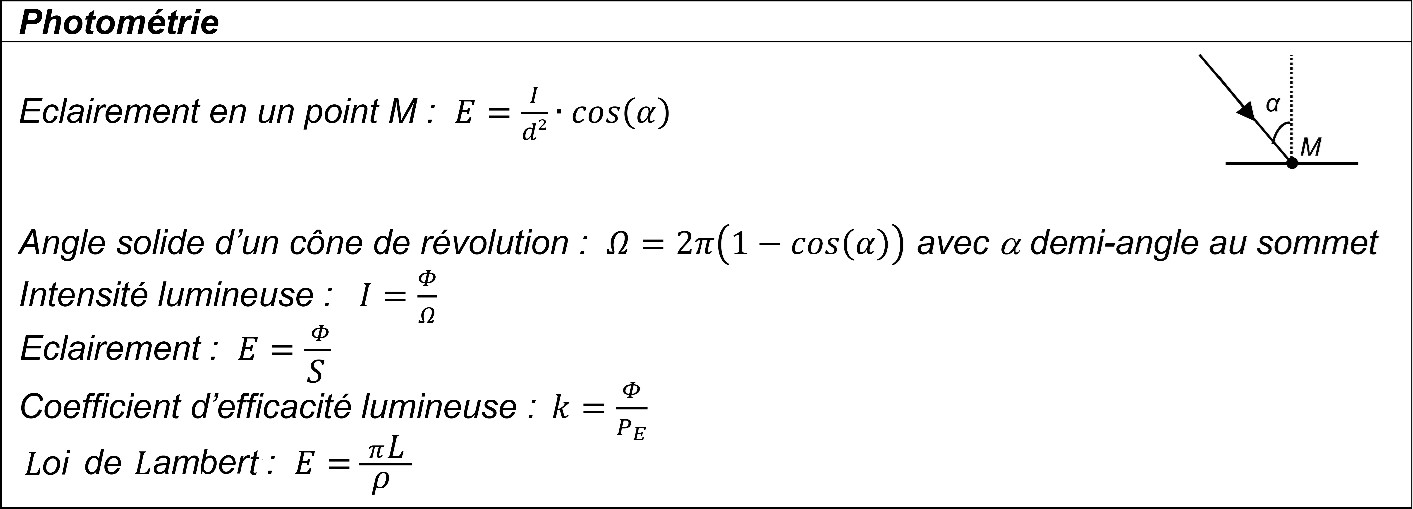 Photométrie
Eclairement en un point M : E = I/d² · cos(α)
α
M
Angle solide d’un cône de révolution : Ω = 2π(1 − cos(α)) avec α demi-angle au sommet
Intensité lumineuse : I = Φ/Ω
Eclairement : E = Φ/S
Coefficient d’efficacité lumineuse : k = Φ/P_E
Loi de Lambert : E = πL/ρ